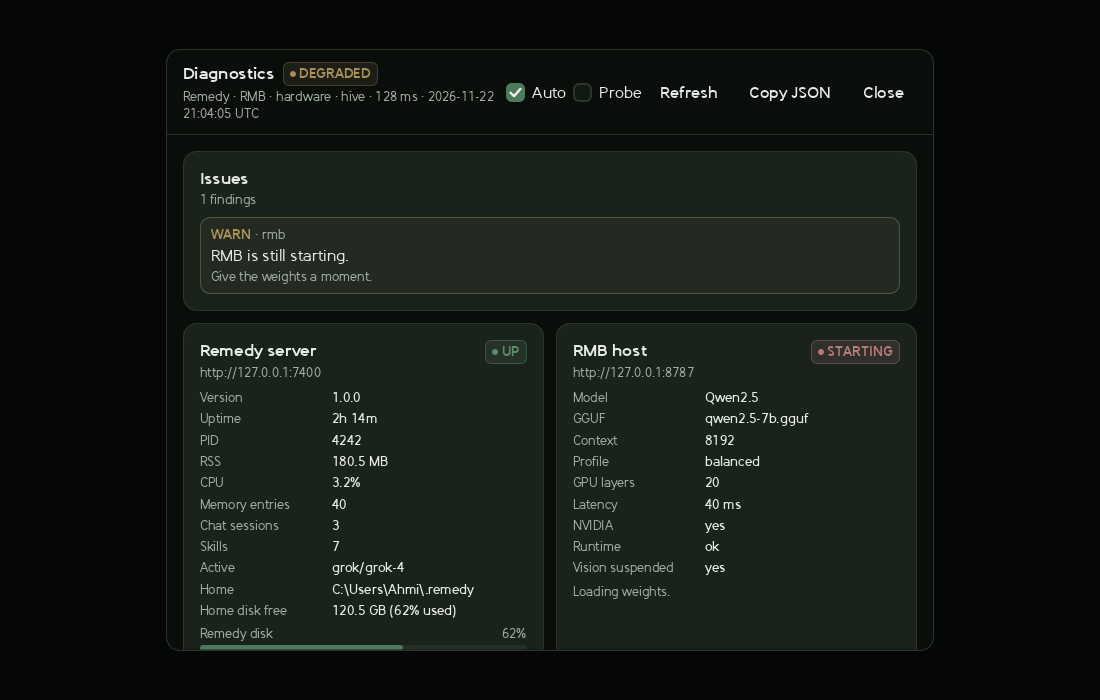 Diagnostics
DEGRADED
Remedy · RMB · hardware · hive · 128 ms · 2026-11-22
21:04:05 UTC
Auto
Probe
Refresh
Copy JSON
Close
Issues
1 findings
WARN · rmb
RMB is still starting.
Give the weights a moment.
Remedy server
UP
http://127.0.0.1:7400
Version 1.0.0
Uptime 2h 14m
PID 4242
RSS 180.5 MB
CPU 3.2%
Memory entries 40
Chat sessions 3
Skills 7
Active grok/grok-4
Home C:\Users\Ahmi\.remedy
Home disk free 120.5 GB (62% used)
Remedy disk 62%
RMB host
STARTING
http://127.0.0.1:8787
Model Qwen2.5
GGUF qwen2.5-7b.gguf
Context 8192
Profile balanced
GPU layers 20
Latency 40 ms
NVIDIA yes
Runtime ok
Vision suspended yes
Loading weights.